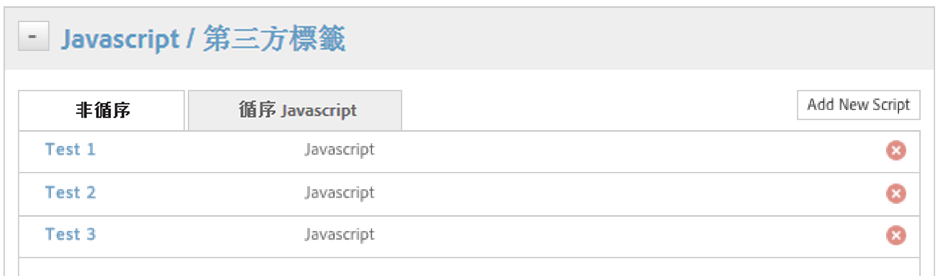 - Javascript / 第三方標籤
非循序 循序 Javascript Add New Script
Test 1 Javascript
Test 2 Javascript
Test 3 Javascript